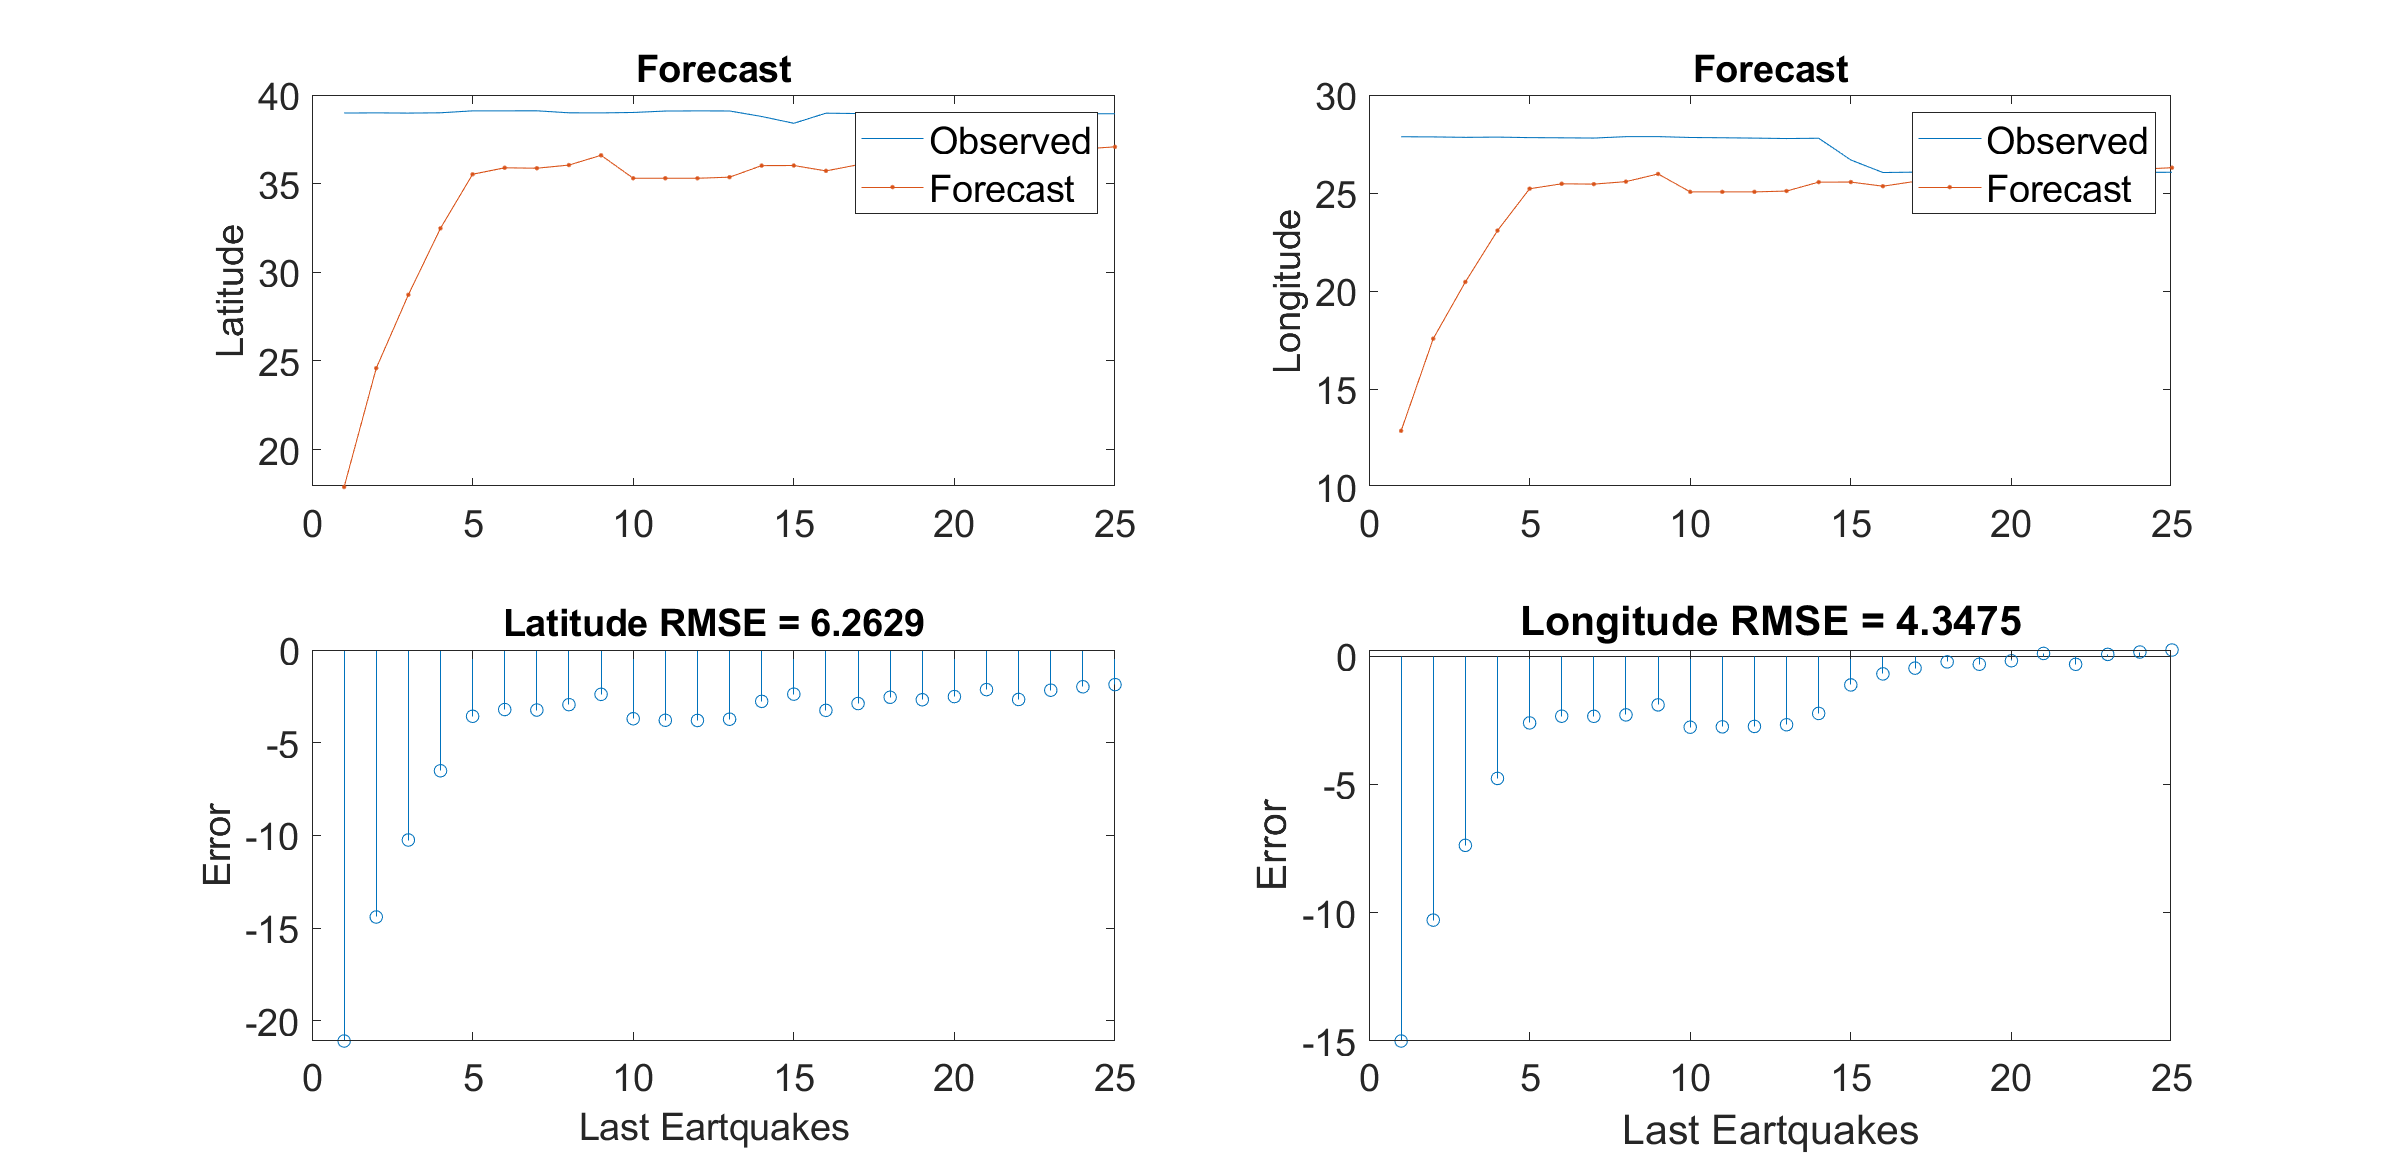 Forecast
40
35
30
25
20
Latitude
Observed
Forecast
0 5 10 15 20 25
Forecast
30
25
20
15
10
Longitude
Observed
Forecast
0 5 10 15 20 25
Latitude RMSE = 6.2629
0
-5
-10
-15
-20
Error
0 5 10 15 20 25
Last Eartquakes
Longitude RMSE = 4.3475
0
-5
-10
-15
Error
0 5 10 15 20 25
Last Eartquakes